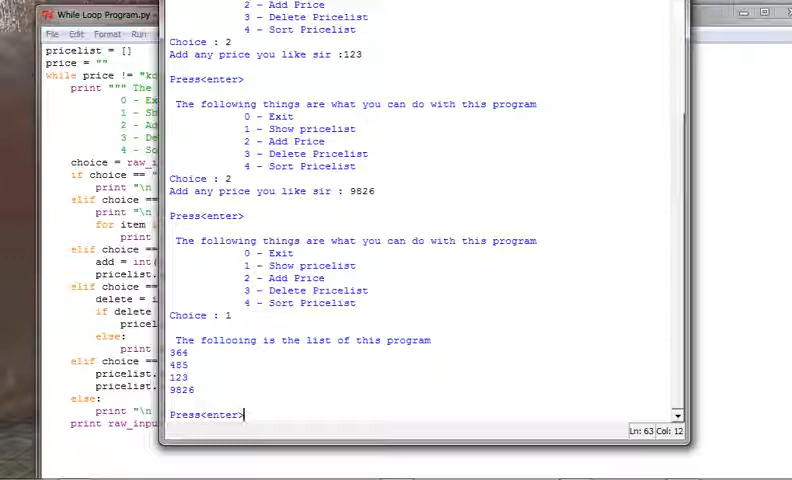 While Loop Program.py -
File Edit Format Run
pricelist = []
price = ""
while price != "ko
print """ The
0 - Ex
1 - Sh
2 - Ad
3 - De
4 - So
choice = raw_i
if choice == "
print "\n
elif choice ==
print "\n
for item i
print
elif choice ==
add = int(
pricelist.
elif choice ==
delete = i
if delete
pricel
else:
print
elif choice ==
pricelist.
pricelist.
else:
print "\n
print raw_inpu
2 - Add Price
3 - Delete Pricelist
4 - Sort Pricelist
Choice : 2
Add any price you like sir :123
Press<enter>
The following things are what you can do with this program
0 - Exit
1 - Show pricelist
2 - Add Price
3 - Delete Pricelist
4 - Sort Pricelist
Choice : 2
Add any price you like sir : 9826
Press<enter>
The following things are what you can do with this program
0 - Exit
1 - Show pricelist
2 - Add Price
3 - Delete Pricelist
4 - Sort Pricelist
Choice : 1
The followoing is the list of this program
364
485
123
9826
Press<enter>
Ln: 63 Col: 12